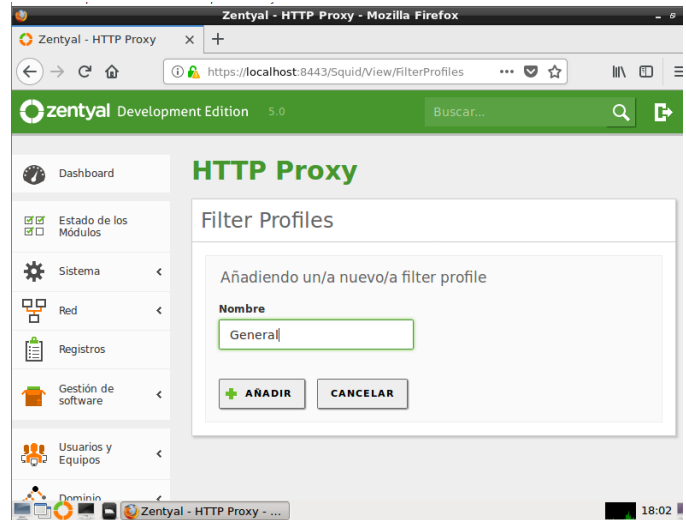 Zentyal - HTTP Proxy - Mozilla Firefox
Zentyal - HTTP Proxy
https://localhost:8443/Squid/View/FilterProfiles
zentyal Development Edition 5.0
Buscar...
HTTP Proxy
Dashboard
Estado de los
Módulos
Sistema
Red
Registros
Gestión de
software
Usuarios y
Equipos
Dominio
Filter Profiles
Añadiendo un/a nuevo/a filter profile
Nombre
General
AÑADIR
CANCELAR
Zentyal - HTTP Proxy - ...
18:02